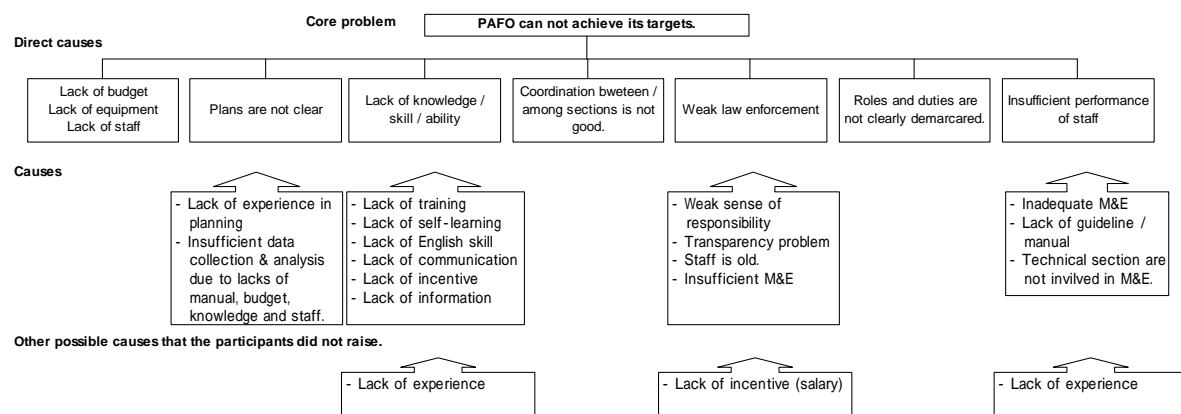 Core problem
PAFO can not achieve its targets.
Direct causes
Lack of budget
Lack of equipment
Lack of staff
Plans are not clear
Lack of knowledge /
skill / ability
Coordination bweteen /
among sections is not
good.
Weak law enforcement
Roles and duties are
not clearly demarcared.
Insufficient performance
of staff
Causes
- Lack of experience in
planning
- Insufficient data
collection & analysis
due to lacks of
manual, budget,
knowledge and staff.
- Lack of training
- Lack of self-learning
- Lack of English skill
- Lack of communication
- Lack of incentive
- Lack of information
- Weak sense of
responsibility
- Transparency problem
- Staff is old.
- Insufficient M&E
- Inadequate M&E
- Lack of guideline /
manual
- Technical section are
not invilved in M&E.
Other possible causes that the participants did not raise.
- Lack of experience
- Lack of incentive (salary)
- Lack of experience